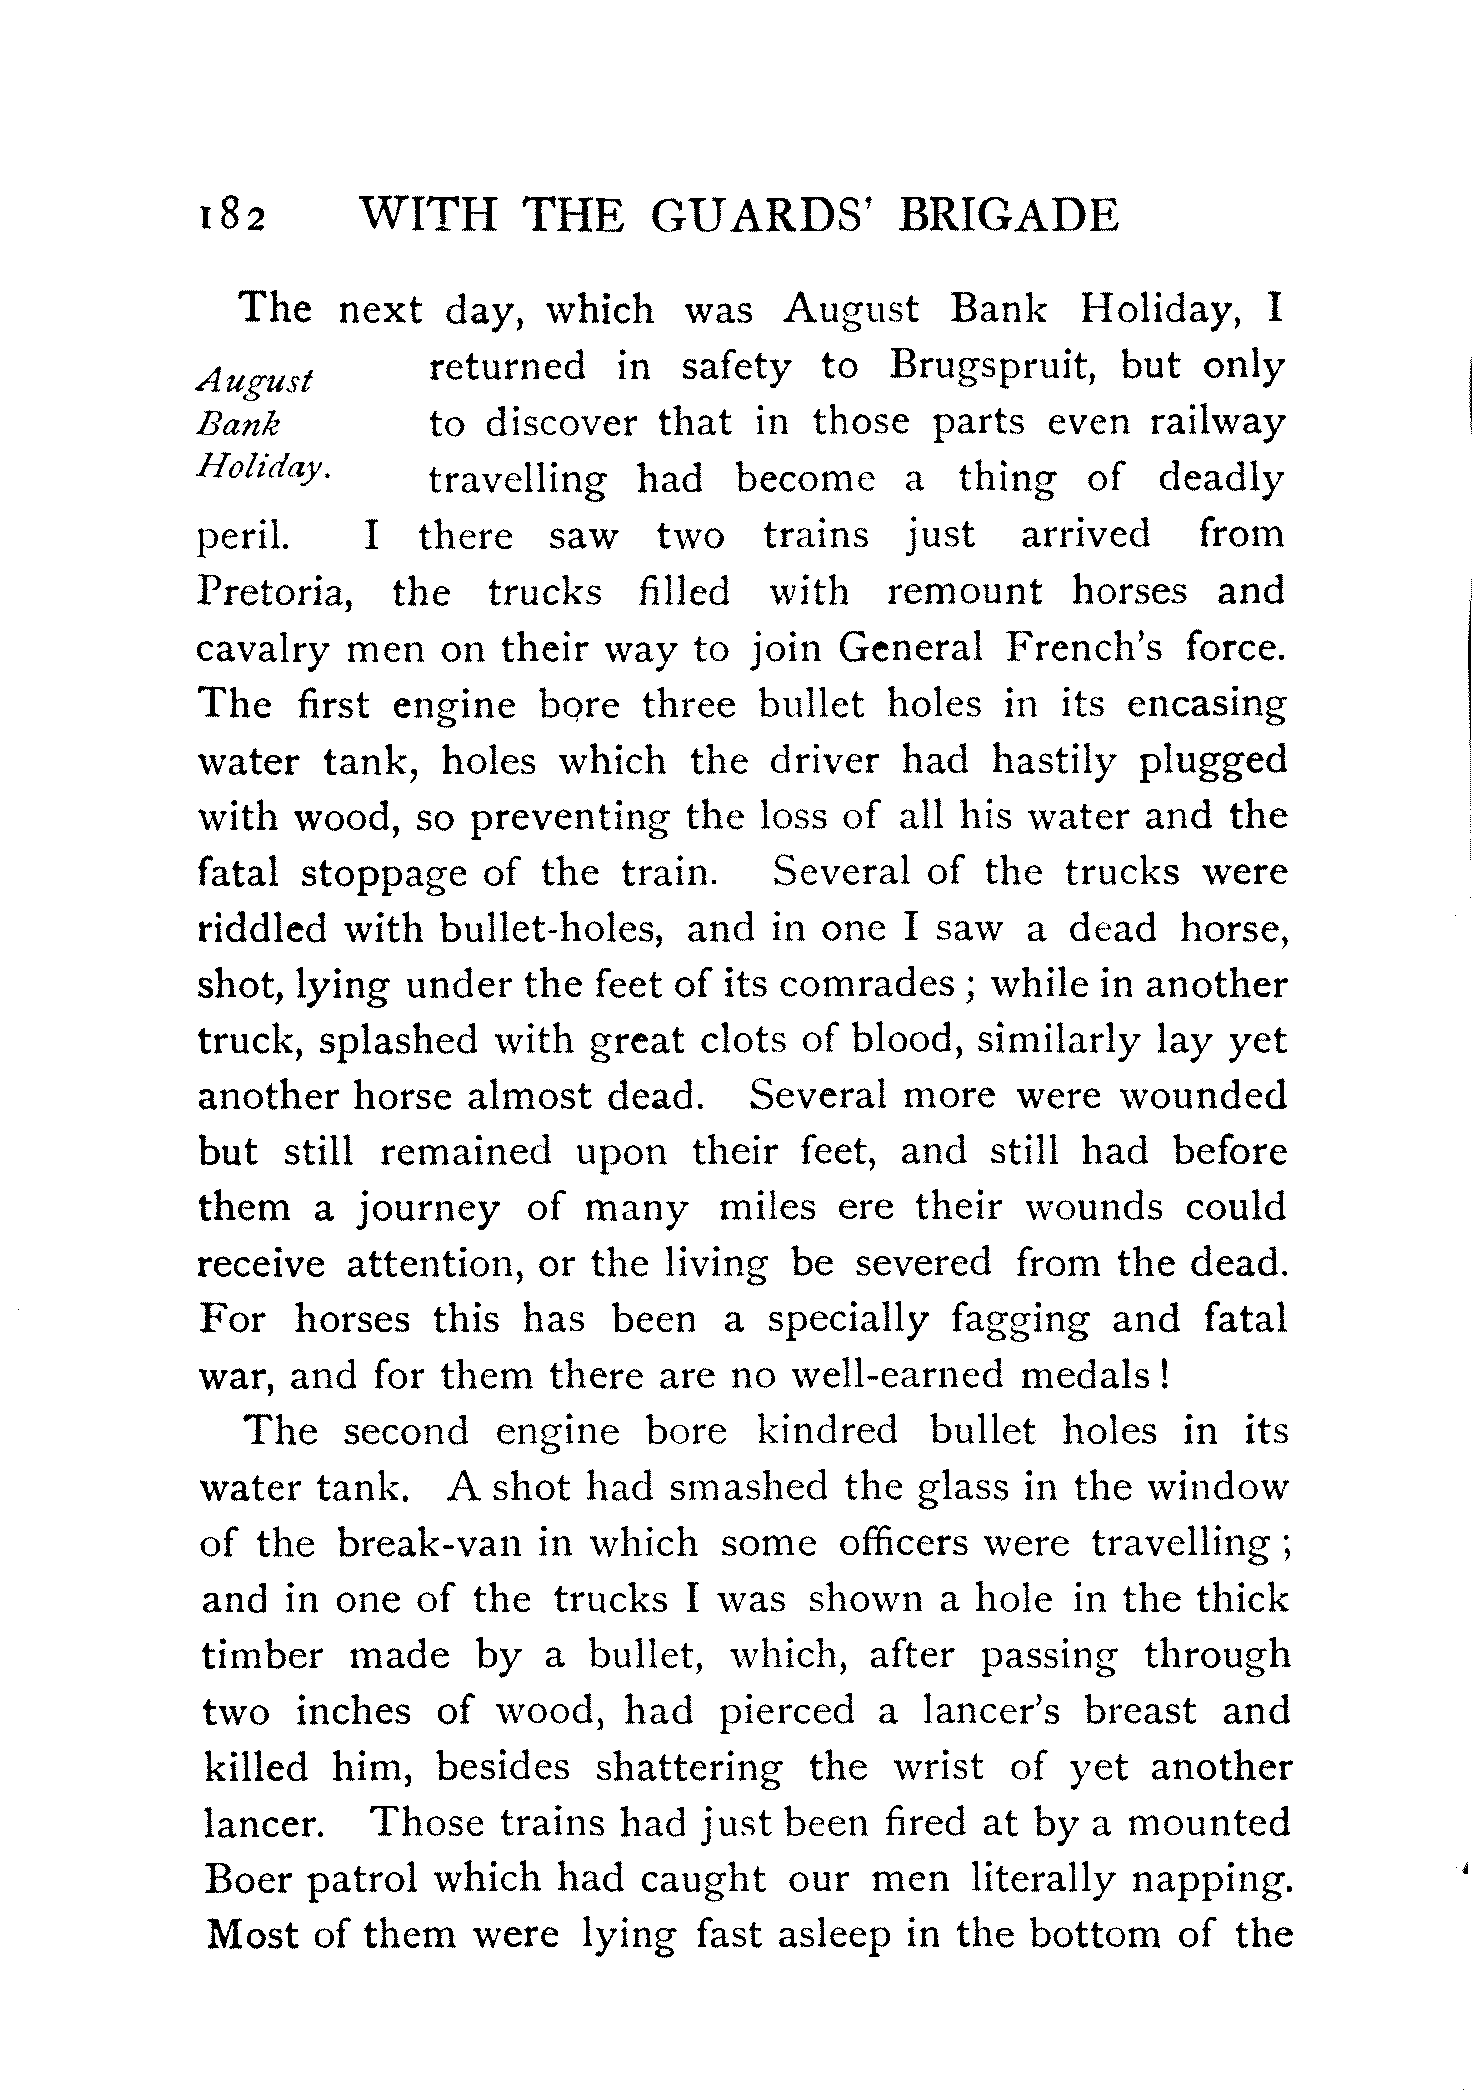 182 WITH THE GUARDS' BRIGADE
The next day, which was August Bank Holiday, I
August
Bank
Holiday.
returned in safety to Brugspruit, but only
to discover that in those parts even railway
travelling had become a thing of deadly
peril. I there saw two trains just arrived from
Pretoria, the trucks filled with remount horses and
cavalry men on their way to join General French's force.
The first engine bore three bullet holes in its encasing
water tank, holes which the driver had hastily plugged
with wood, so preventing the loss of all his water and the
fatal stoppage of the train. Several of the trucks were
riddled with bullet-holes, and in one I saw a dead horse,
shot, lying under the feet of its comrades ; while in another
truck, splashed with great clots of blood, similarly lay yet
another horse almost dead. Several more were wounded
but still remained upon their feet, and still had before
them a journey of many miles ere their wounds could
receive attention, or the living be severed from the dead.
For horses this has been a specially fagging and fatal
war, and for them there are no well-earned medals !
The second engine bore kindred bullet holes in its
water tank. A shot had smashed the glass in the window
of the break-van in which some officers were travelling ;
and in one of the trucks I was shown a hole in the thick
timber made by a bullet, which, after passing through
two inches of wood, had pierced a lancer's breast and
killed him, besides shattering the wrist of yet another
lancer. Those trains had just been fired at by a mounted
Boer patrol which had caught our men literally napping.
Most of them were lying fast asleep in the bottom of the